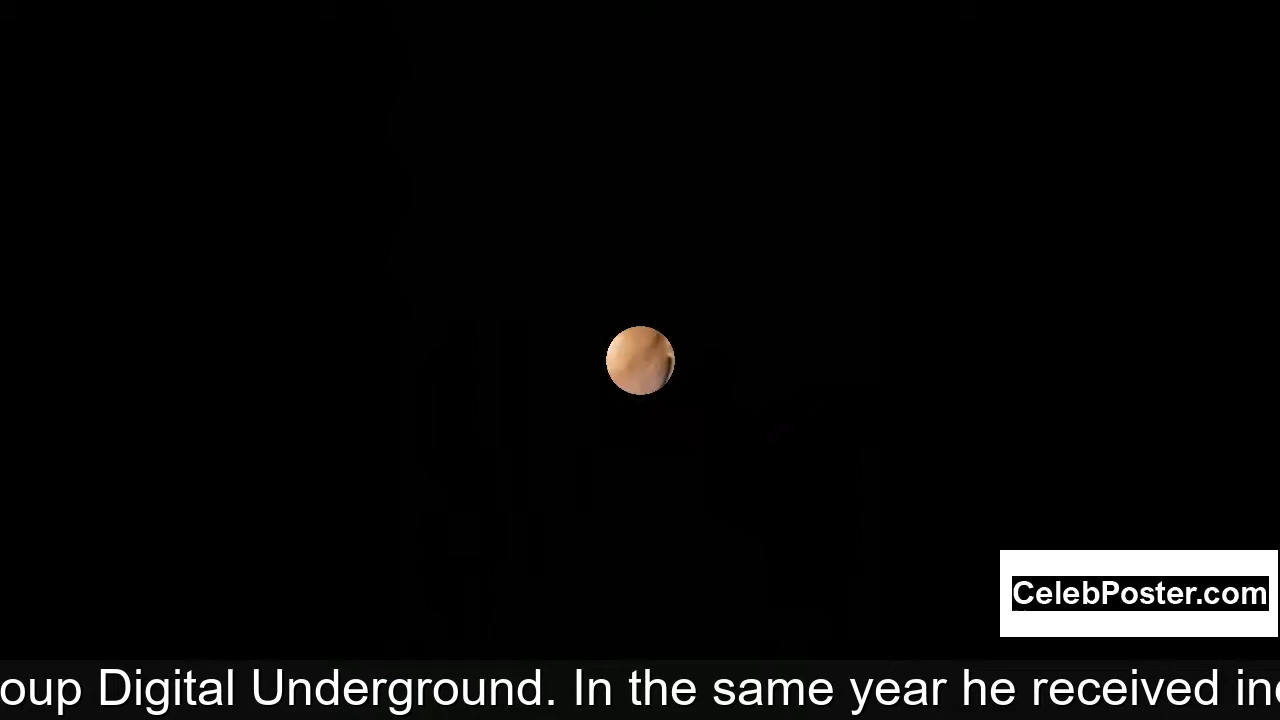 CelebPoster.com
oup Digital Underground. In the same year he received in